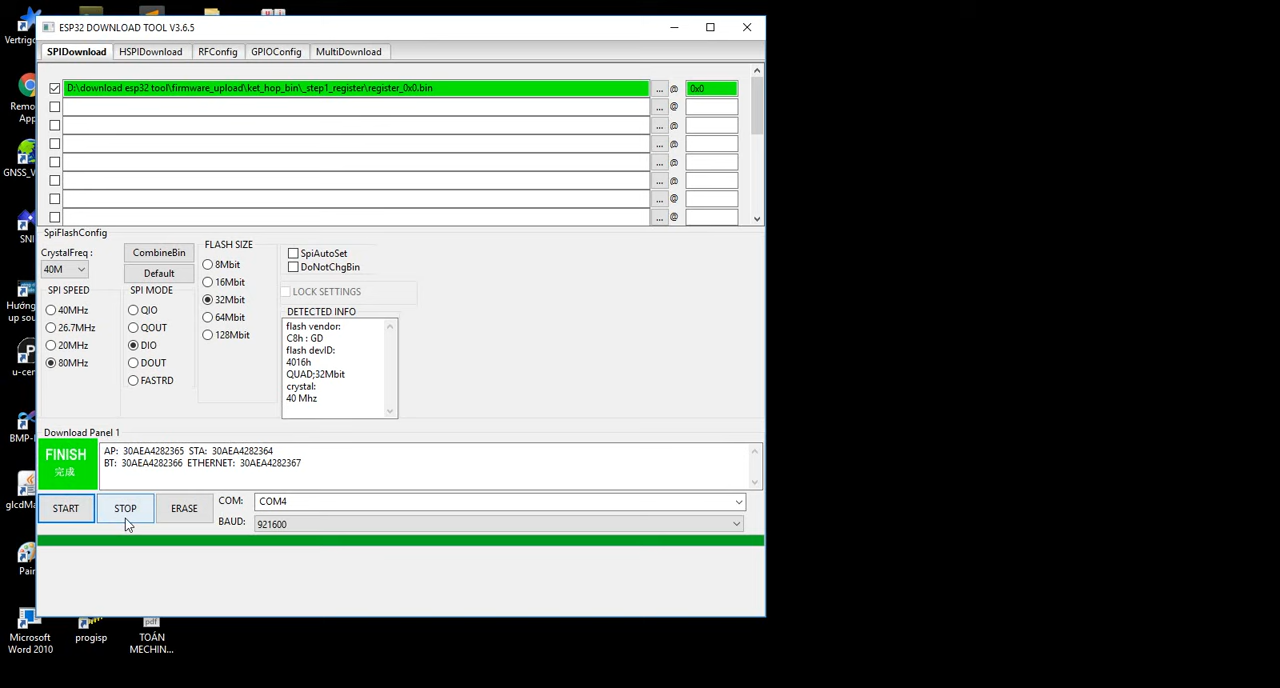 Vertrig
ESP32 DOWNLOAD TOOL V3.6.5
SPIDownload HSPIDownload RFConfig GPIOConfig MultiDownload
D:\download esp32 tool\firmware_upload\ket_hop_bin\_step1_register\register_0x0.bin ... @ 0x0
... @
... @
... @
... @
... @
... @
... @
Remo
App
GNSS_V
SNI
Hướng
up sou
u-cen
BMP-
glcdMa
Pain
SpiFlashConfig
CrystalFreq :
40M
CombineBin
Default
SPI SPEED
40MHz
26.7MHz
20MHz
80MHz
SPI MODE
QIO
QOUT
DIO
DOUT
FASTRD
FLASH SIZE
8Mbit
16Mbit
32Mbit
64Mbit
128Mbit
SpiAutoSet
DoNotChgBin
LOCK SETTINGS
DETECTED INFO
flash vendor:
C8h : GD
flash devID:
4016h
QUAD;32Mbit
crystal:
40 Mhz
Download Panel 1
FINISH
完成
AP: 30AEA4282365 STA: 30AEA4282364
BT: 30AEA4282366 ETHERNET: 30AEA4282367
START STOP ERASE
COM: COM4
BAUD: 921600
Microsoft
Word 2010
progisp
pdf
TOÁN
MECHIN...